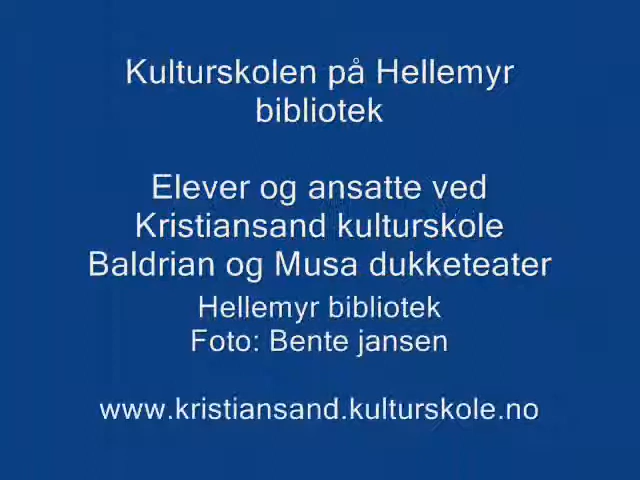 Kulturskolen på Hellemyr
bibliotek
Elever og ansatte ved
Kristiansand kulturskole
Baldrian og Musa dukketeater
Hellemyr bibliotek
Foto: Bente jansen
www.kristiansand.kulturskole.no